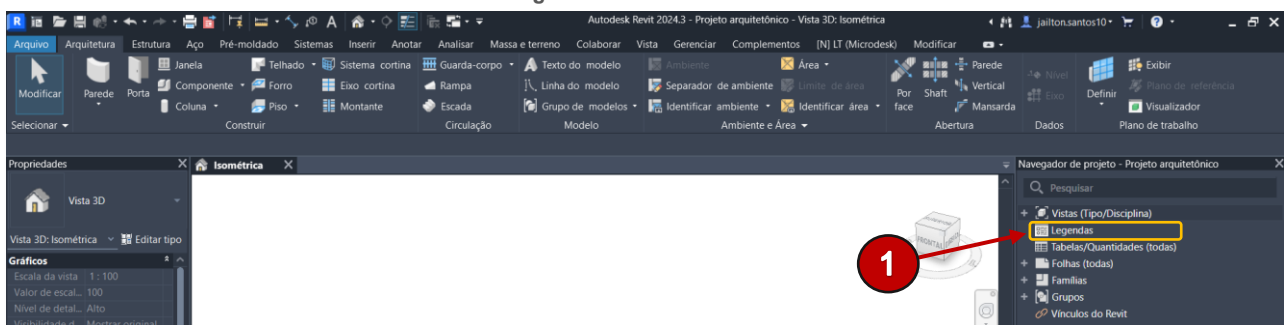 R
A
Autodesk Revit 2024.3 - Projeto arquitetônico - Vista 3D: Isométrica
jailton.santos10
?
Arquivo Arquitetura Estrutura Aço Pré-moldado Sistemas Inserir Anotar Analisar Massa e terreno Colaborar Vista Gerenciar Complementos [N] LT (Microdesk) Modificar
Janela Telhado Sistema cortina Guarda-corpo Texto do modelo Ambiente Área Parede Nível Exibir
Modificar Parede Porta Componente Forro Eixo cortina Rampa Linha do modelo Separador de ambiente Limite de área Por face Shaft Vertical Eixo Definir Plano de referência
Coluna Piso Montante Escada Grupo de modelos Identificar ambiente Identificar área Mansarda Visualizador
Selecionar Construir Circulação Modelo Ambiente e Área Abertura Dados Plano de trabalho
Propriedades X Isométrica X Navegador de projeto - Projeto arquitetônico X
Pesquisar
Vista 3D
Vistas (Tipo/Disciplina)
Legendas
Vista 3D: Isométrica Editar tipo
FRONTAL
Tabelas/Quantidades (todas)
Gráficos
1
Folhas (todas)
Escala da vista 1 : 100
Famílias
Valor de escal... 100
Grupos
Nível de detal... Alto
Vínculos do Revit
Visibilidade d... Mostrar original